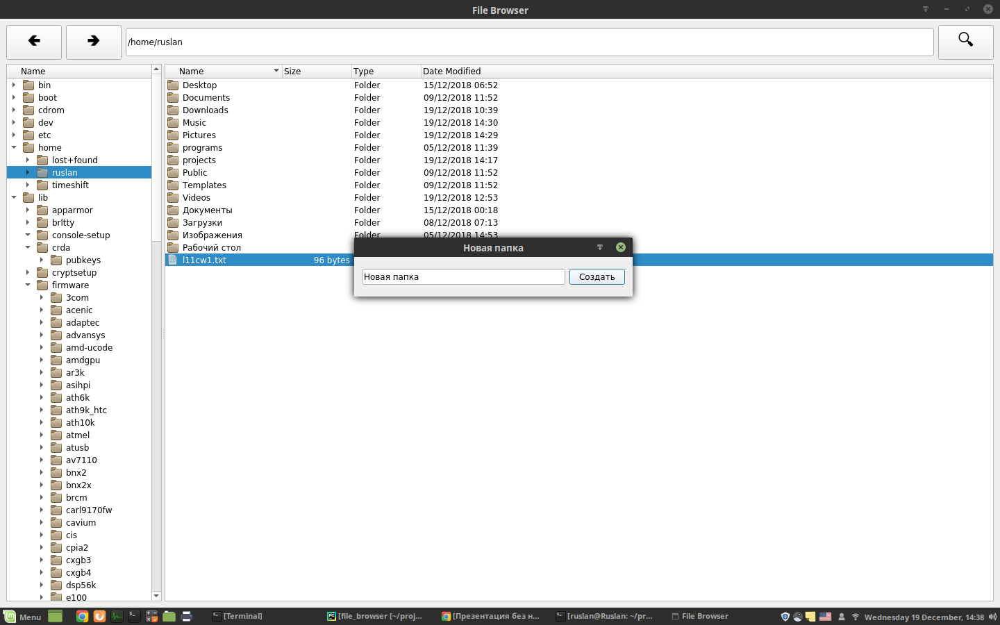 File Browser
/home/ruslan
Name
bin
boot
cdrom
dev
etc
home
lost+found
ruslan
timeshift
lib
apparmor
brltty
console-setup
crda
pubkeys
cryptsetup
firmware
3com
acenic
adaptec
advansys
amd-ucode
amdgpu
ar3k
asihpi
ath6k
ath9k_htc
ath10k
atmel
atusb
av7110
bnx2
bnx2x
brcm
carl9170fw
cavium
cis
cpia2
cxgb3
cxgb4
dsp56k
e100
Name Size Type Date Modified
Desktop Folder 15/12/2018 06:52
Documents Folder 09/12/2018 11:52
Downloads Folder 19/12/2018 10:39
Music Folder 19/12/2018 14:30
Pictures Folder 19/12/2018 14:29
programs Folder 05/12/2018 11:39
projects Folder 19/12/2018 14:17
Public Folder 09/12/2018 11:52
Templates Folder 09/12/2018 11:52
Videos Folder 19/12/2018 12:53
Документы Folder 15/12/2018 00:18
Загрузки Folder 08/12/2018 07:13
Изображения Folder 05/12/2018 14:53
Рабочий стол
l11cw1.txt 96 bytes
Новая папка
Новая папка Создать
Menu [Terminal] [file_browser [~/proj... [Презентация без н... [ruslan@Ruslan: ~/pr... File Browser Wednesday 19 December, 14:38